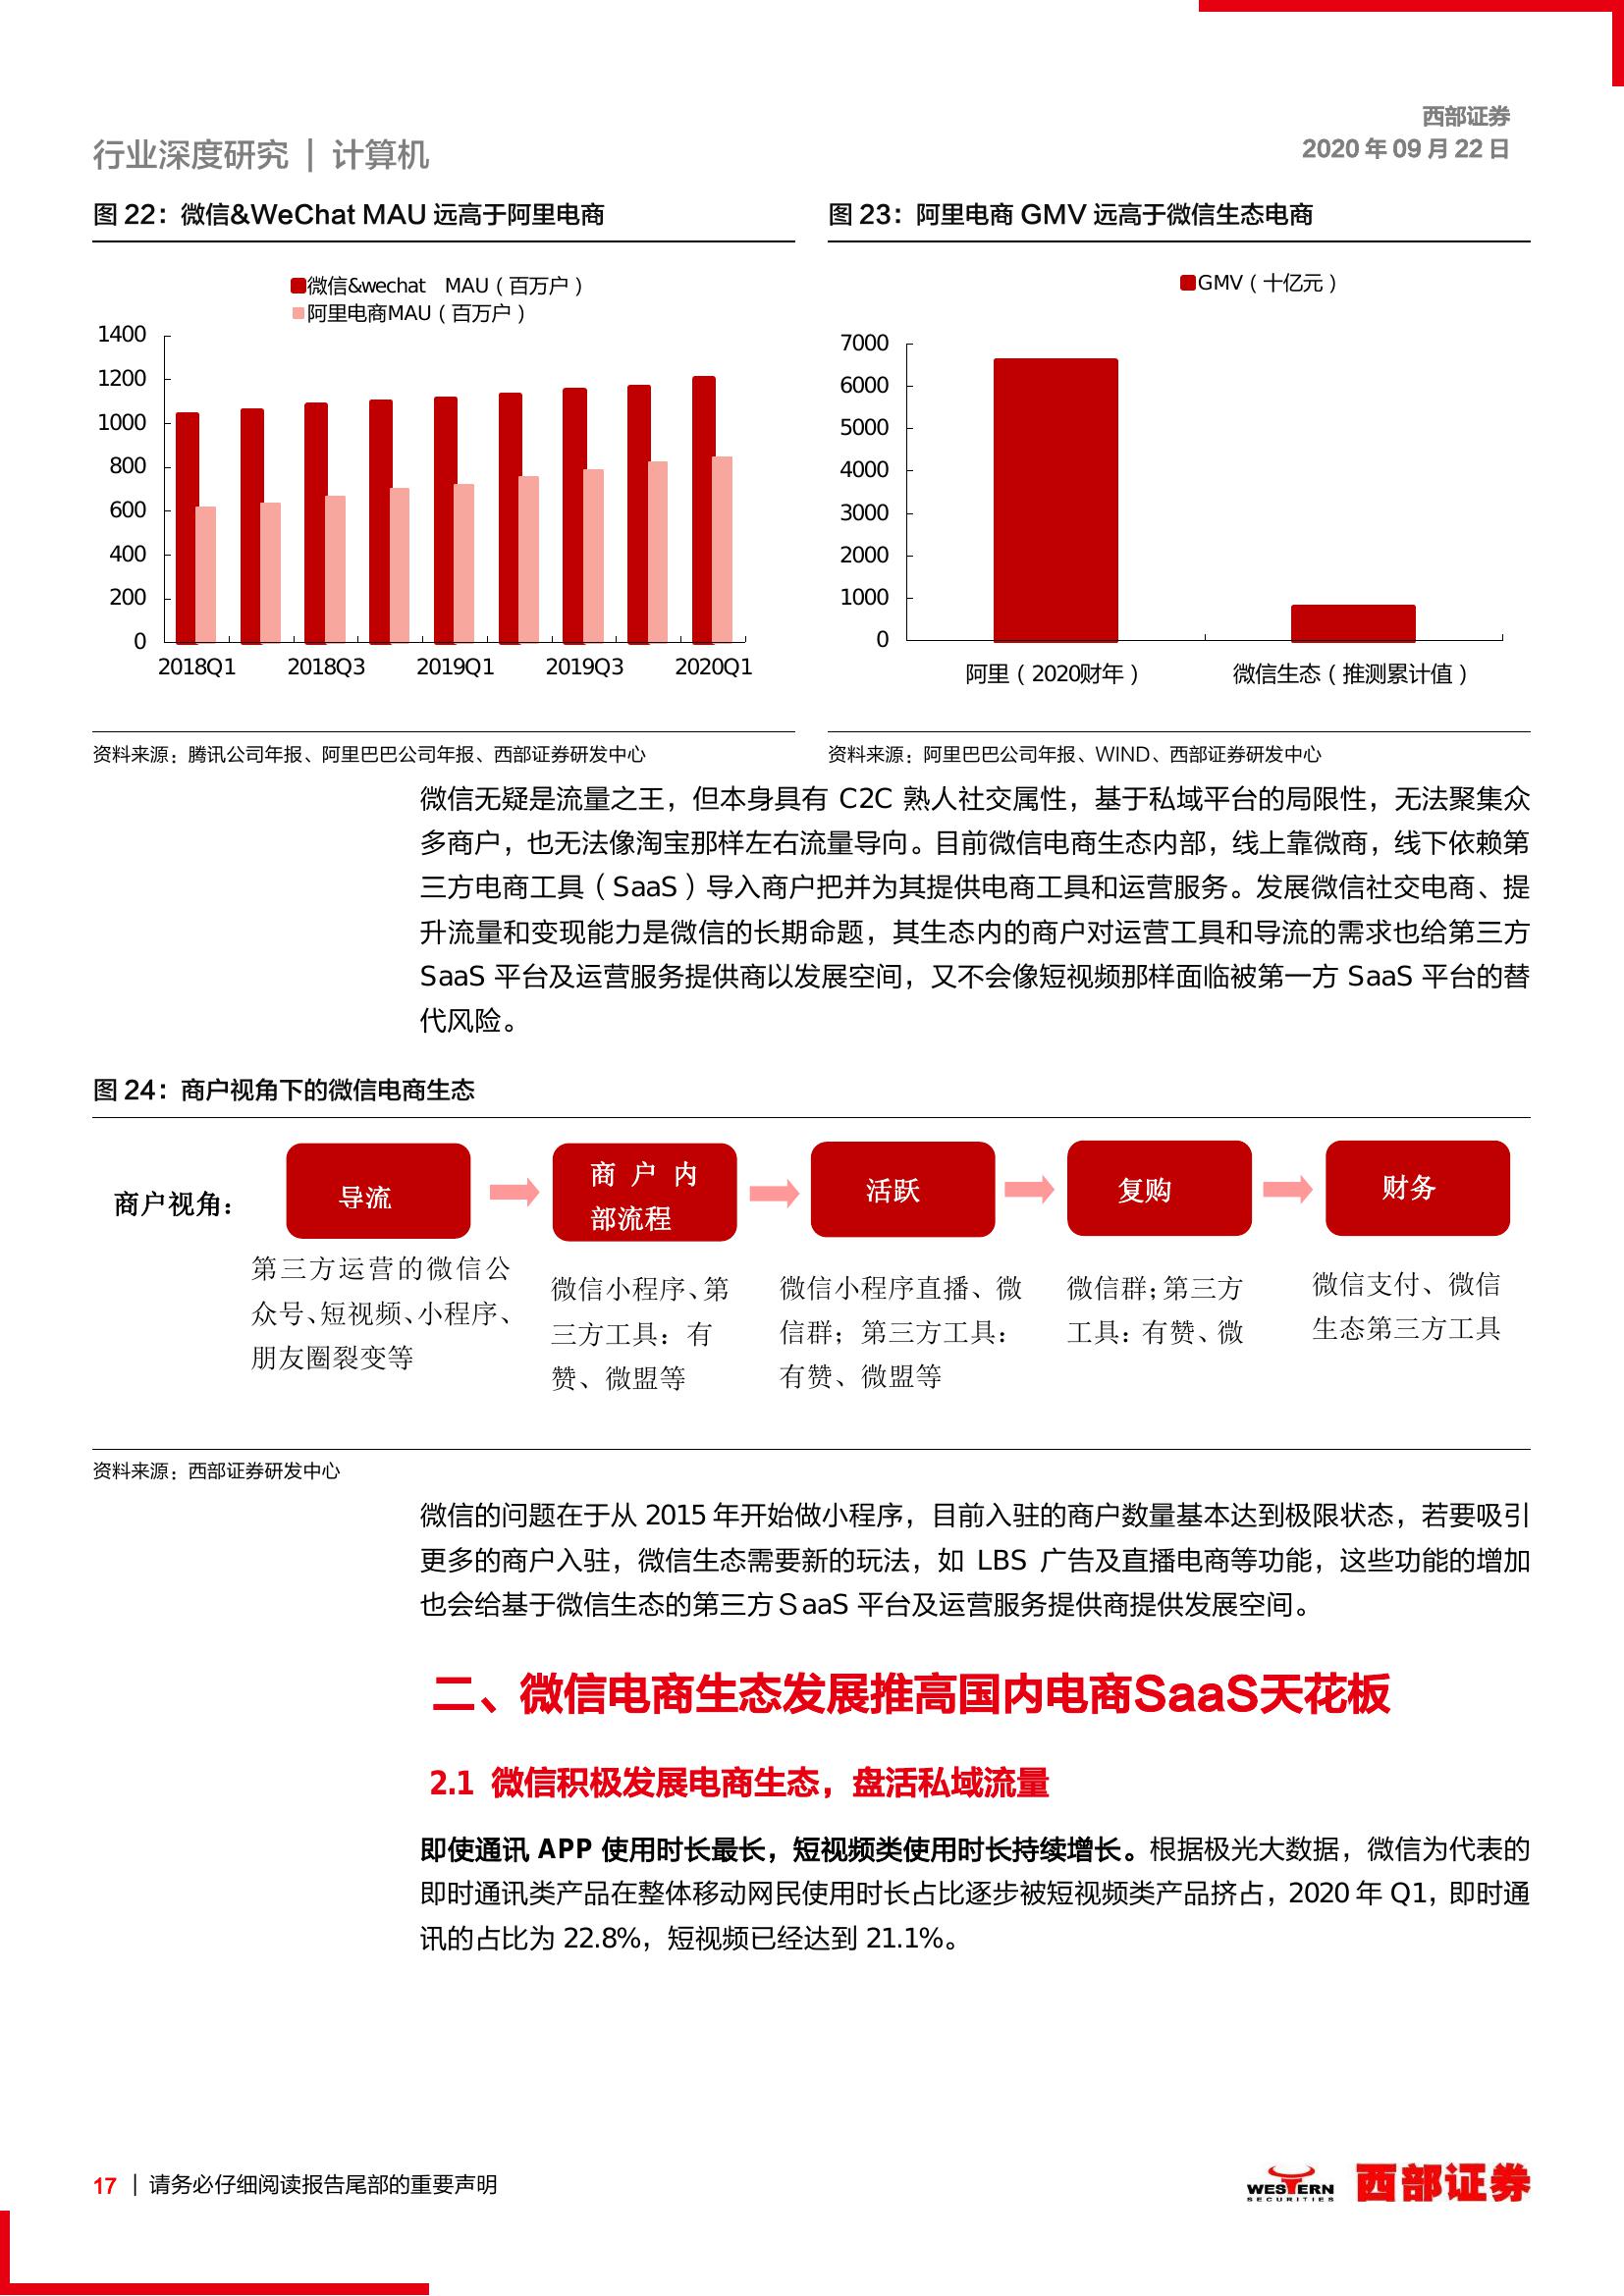 西部证券
行业深度研究 | 计算机
2020 年 09 月 22 日
图 22：微信&WeChat MAU 远高于阿里电商
微信&wechat MAU（百万户）
阿里电商MAU（百万户）
1400
1200
1000
800
600
400
200
0
2018Q1 2018Q3 2019Q1 2019Q3 2020Q1
资料来源：腾讯公司年报、阿里巴巴公司年报、西部证券研发中心
图 23：阿里电商 GMV 远高于微信生态电商
GMV（十亿元）
7000
6000
5000
4000
3000
2000
1000
0
阿里（2020财年） 微信生态（推测累计值）
资料来源：阿里巴巴公司年报、WIND、西部证券研发中心
微信无疑是流量之王，但本身具有 C2C 熟人社交属性，基于私域平台的局限性，无法聚集众
多商户，也无法像淘宝那样左右流量导向。目前微信电商生态内部，线上靠微商，线下依赖第
三方电商工具（SaaS）导入商户把并为其提供电商工具和运营服务。发展微信社交电商、提
升流量和变现能力是微信的长期命题，其生态内的商户对运营工具和导流的需求也给第三方
SaaS 平台及运营服务提供商以发展空间，又不会像短视频那样面临被第一方 SaaS 平台的替
代风险。
图 24：商户视角下的微信电商生态
商户视角：
导流
第三方运营的微信公
众号、短视频、小程序、
朋友圈裂变等
商户内
部流程
微信小程序、第
三方工具：有
赞、微盟等
活跃
微信小程序直播、微
信群；第三方工具：
有赞、微盟等
复购
微信群；第三方
工具：有赞、微
财务
微信支付、微信
生态第三方工具
资料来源：西部证券研发中心
微信的问题在于从 2015 年开始做小程序，目前入驻的商户数量基本达到极限状态，若要吸引
更多的商户入驻，微信生态需要新的玩法，如 LBS 广告及直播电商等功能，这些功能的增加
也会给基于微信生态的第三方SaaS 平台及运营服务提供商提供发展空间。
二、微信电商生态发展推高国内电商SaaS天花板
2.1 微信积极发展电商生态，盘活私域流量
即使通讯 APP 使用时长最长，短视频类使用时长持续增长。根据极光大数据，微信为代表的
即时通讯类产品在整体移动网民使用时长占比逐步被短视频类产品挤占，2020 年 Q1，即时通
讯的占比为 22.8%，短视频已经达到 21.1%。
17 | 请务必仔细阅读报告尾部的重要声明
WESTERN
SECURITIES
西部证券